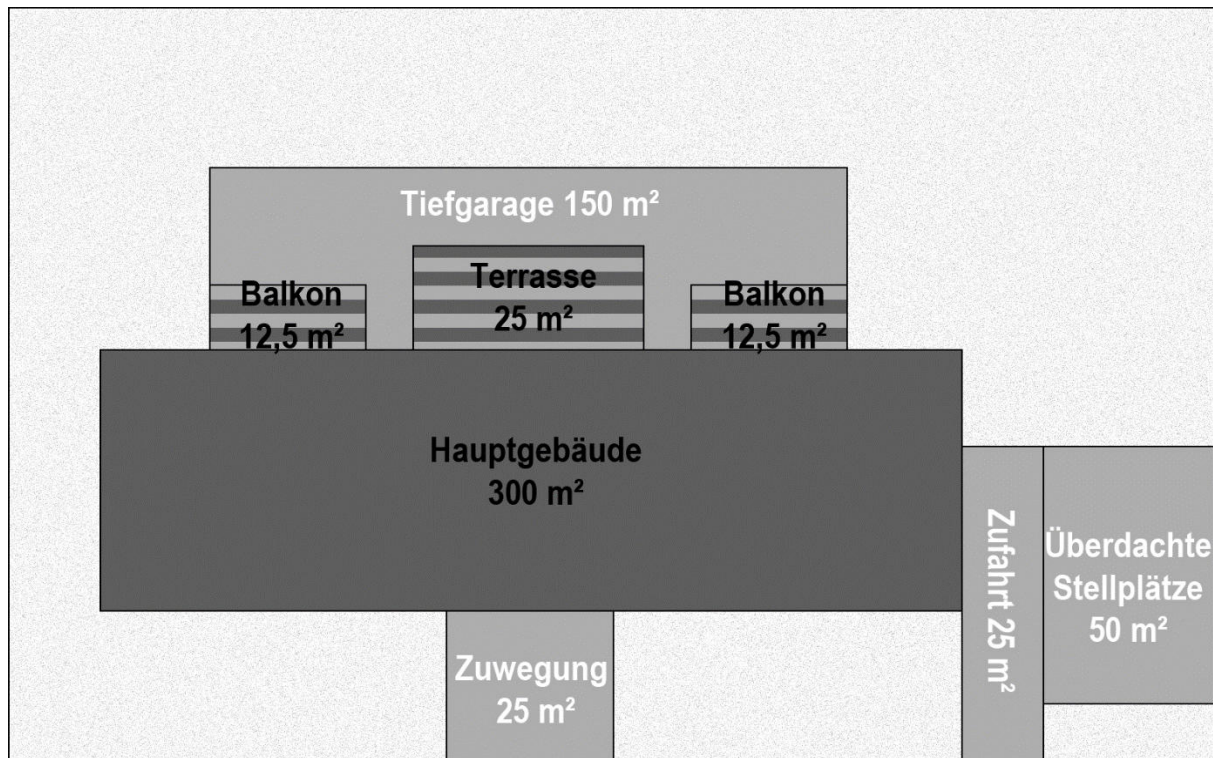 Tiefgarage 150 m²
Balkon
12,5 m²
Terrasse
25 m²
Balkon
12,5 m²
Hauptgebäude
300 m²
Zufahrt 25 m²
Überdachte
Stellplätze
50 m²
Zuwegung
25 m²